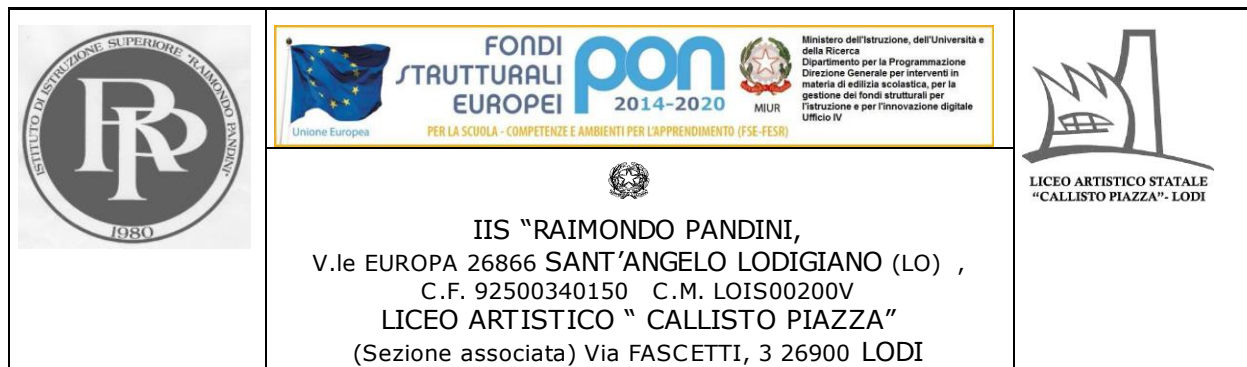 ISTITUTO DI ISTRUZIONE SUPERIORE "RAIMONDO PANDINI"
1980
Unione Europea
FONDI
STRUTTURALI
EUROPEI
pon
2014-2020
MIUR
Ministero dell'Istruzione, dell'Università e
della Ricerca
Dipartimento per la Programmazione
Direzione Generale per interventi in
materia di edilizia scolastica, per la
gestione dei fondi strutturali per
l'istruzione e per l'innovazione digitale
Ufficio IV
PER LA SCUOLA - COMPETENZE E AMBIENTI PER L'APPRENDIMENTO (FSE-FESR)
IIS "RAIMONDO PANDINI,
V.le EUROPA 26866 SANT'ANGELO LODIGIANO (LO) ,
C.F. 92500340150 C.M. LOIS00200V
LICEO ARTISTICO " CALLISTO PIAZZA"
(Sezione associata) Via FASCETTI, 3 26900 LODI
LICEO ARTISTICO STATALE
"CALLISTO PIAZZA"- LODI